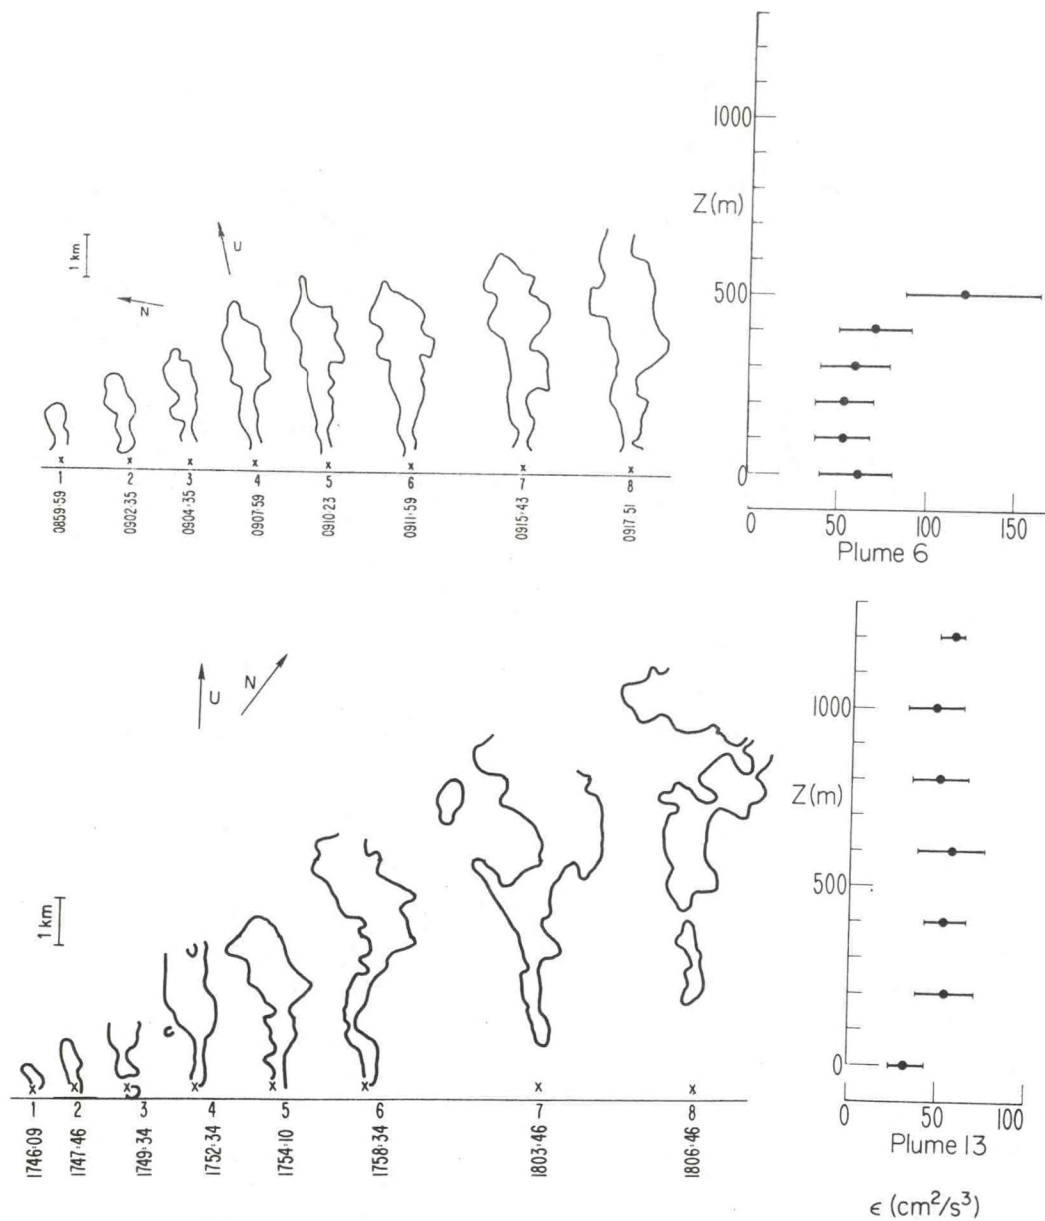 1000
Z(m)
500
0
0 50 100 150
Plume 6
1 km
U
N
x x x x x x x x
1 2 3 4 5 6 7 8
0859:59 0902:35 0904:35 0907:59 0910:23 0911:59 0915:43 0917:51
U N
1 km
x x x x x x x x
1 2 3 4 5 6 7 8
1746:09 1747:46 1749:34 1752:34 1754:10 1758:34 1803:46 1806:46
1000
Z(m)
500
0
0 50 100
Plume 13
ε (cm²/s³)